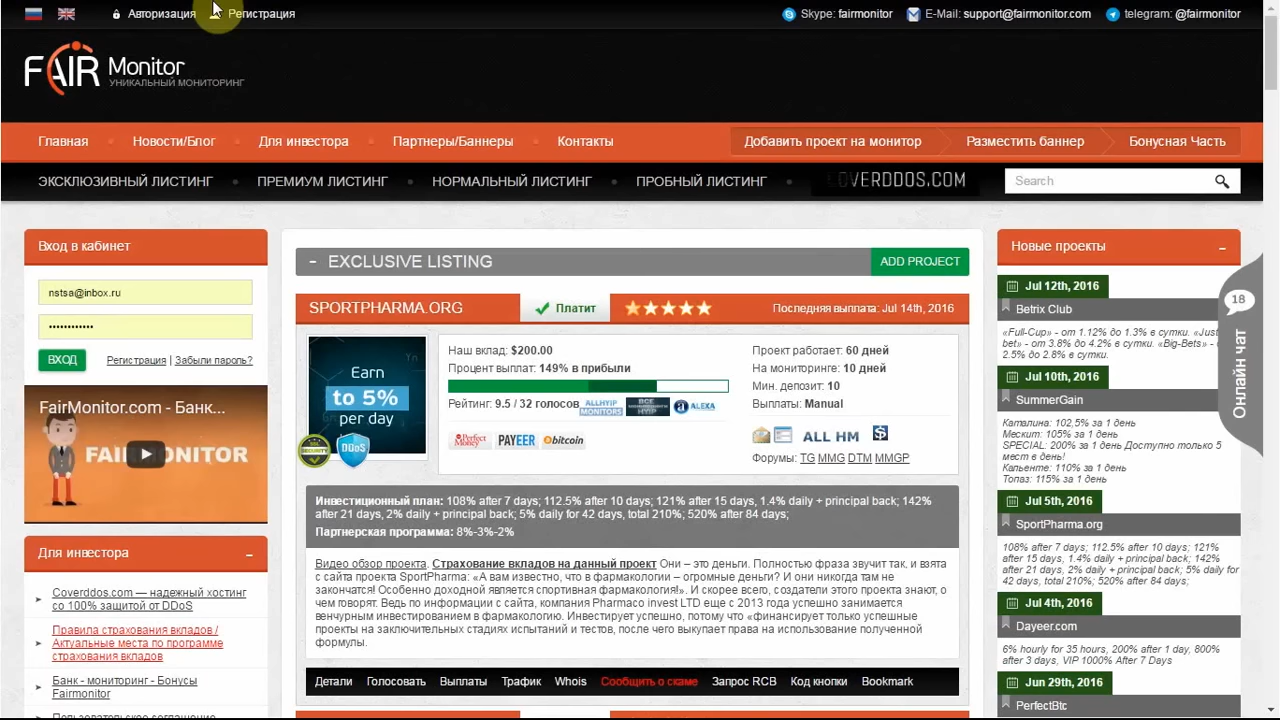 Авторизация
Регистрация
Skype: fairmonitor
E-Mail: support@fairmonitor.com
telegram: @fairmonitor
FAIR Monitor
УНИКАЛЬНЫЙ МОНИТОРИНГ
Главная
Новости/Блог
Для инвестора
Партнеры/Баннеры
Контакты
Добавить проект на монитор
Разместить баннер
Бонусная Часть
ЭКСКЛЮЗИВНЫЙ ЛИСТИНГ
ПРЕМИУМ ЛИСТИНГ
НОРМАЛЬНЫЙ ЛИСТИНГ
ПРОБНЫЙ ЛИСТИНГ
OVERDDOS.COM
Search
Вход в кабинет
nstsa@inbox.ru
••••••••••••
ВХОД
Регистрация | Забыли пароль?
FairMonitor.com - Банк...
FAIRMONITOR
Для инвестора
Coverddos.com — надежный хостинг
со 100% защитой от DDoS
Правила страхования вкладов /
Актуальные места по программе
страхования вкладов
Банк - мониторинг - Бонусы
Fairmonitor
Пользовательское соглашение
− EXCLUSIVE LISTING
ADD PROJECT
SPORTPHARMA.ORG
Платит
Последняя выплата: Jul 14th, 2016
Earn
to 5%
per day
SECURITY
DDoS
Наш вклад: $200.00
Процент выплат: 149% в прибыли
Рейтинг: 9.5 / 32 голосов
ALLHYIP
MONITORS
ВСЕ
HYIP
ALEXA
Perfect
Money
PAYEER
bitcoin
Проект работает: 60 дней
На мониторинге: 10 дней
Мин. депозит: 10
Выплаты: Manual
ALL HM
Форумы: TG MMG DTM MMGP
Инвестиционный план: 108% after 7 days; 112.5% after 10 days; 121% after 15 days, 1.4% daily + principal back; 142%
after 21 days, 2% daily + principal back; 5% daily for 42 days, total 210%; 520% after 84 days;
Партнерская программа: 8%-3%-2%
Видео обзор проекта. Страхование вкладов на данный проект Они – это деньги. Полностью фраза звучит так, и взята
с сайта проекта SportPharma: «А вам известно, что в фармакологии – огромные деньги? И они никогда там не
закончатся! Особенно доходной является спортивная фармакология!». И скорее всего, создатели этого проекта знают, о
чем говорят. Ведь по информации с сайта, компания Pharmaco invest LTD еще с 2013 года успешно занимается
венчурным инвестированием в фармакологию. Инвестирует успешно, потому что «финансирует только успешные
проекты на заключительных стадиях испытаний и тестов, после чего выкупает права на использование полученной
формулы.
Детали
Голосовать
Выплаты
Трафик
Whois
Сообщить о скаме
Запрос RCB
Код кнопки
Bookmark
Новые проекты
Jul 12th, 2016
Betrix Club
«Full-Cup» - от 1.12% до 1.3% в сутки. «Just
bet» - от 3.8% до 4.2% в сутки. «Big-Bets» -
2.5% до 2.8% в сутки.
Jul 10th, 2016
SummerGain
Каталина: 102,5% за 1 день
Мескит: 105% за 1 день
SPECIAL: 200% за 1 день Доступно только 5
мест в день!
Кальенте: 110% за 1 день
Топаз: 115% за 1 день
Jul 5th, 2016
SportPharma.org
108% after 7 days; 112.5% after 10 days; 121%
after 15 days, 1.4% daily + principal back; 142%
after 21 days, 2% daily + principal back; 5% daily for
42 days, total 210%; 520% after 84 days;
Jul 4th, 2016
Dayeer.com
6% hourly for 35 hours, 200% after 1 day, 800%
after 3 days, VIP 1000% After 7 Days
Jun 29th, 2016
PerfectBtc
18
Онлайн чат